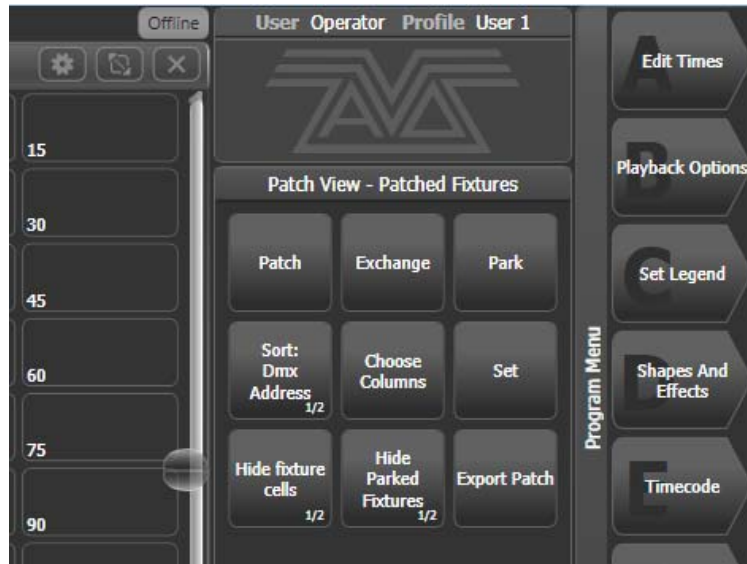 Offline
User Operator Profile User 1
15
30
45
60
75
90
AVO
Patch View - Patched Fixtures
Patch
Exchange
Park
Sort:
Dmx
Address
1/2
Choose
Columns
Set
Hide fixture
cells
1/2
Hide
Parked
Fixtures
1/2
Export Patch
Program Menu
A
Edit Times
B
Playback Options
C
Set Legend
D
Shapes And
Effects
E
Timecode